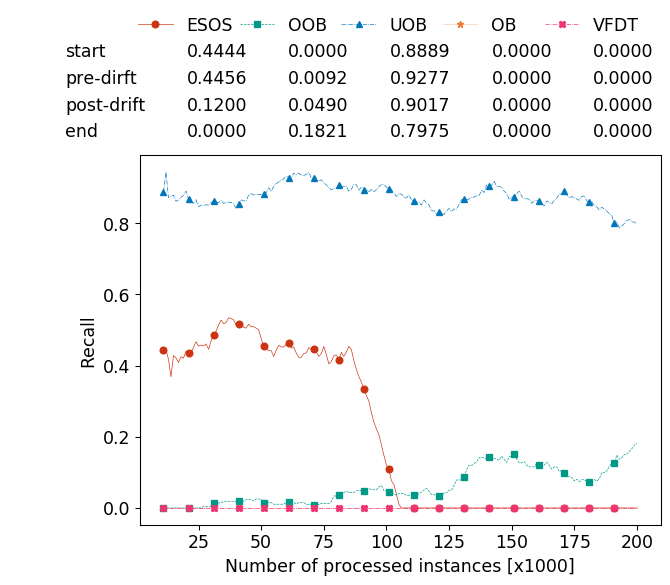 ESOS OOB UOB OB VFDT
start 0.4444 0.0000 0.8889 0.0000 0.0000
pre-dirft 0.4456 0.0092 0.9277 0.0000 0.0000
post-drift 0.1200 0.0490 0.9017 0.0000 0.0000
end 0.0000 0.1821 0.7975 0.0000 0.0000
0.8
0.6
0.4
0.2
0.0
Recall
25 50 75 100 125 150 175 200
Number of processed instances [x1000]